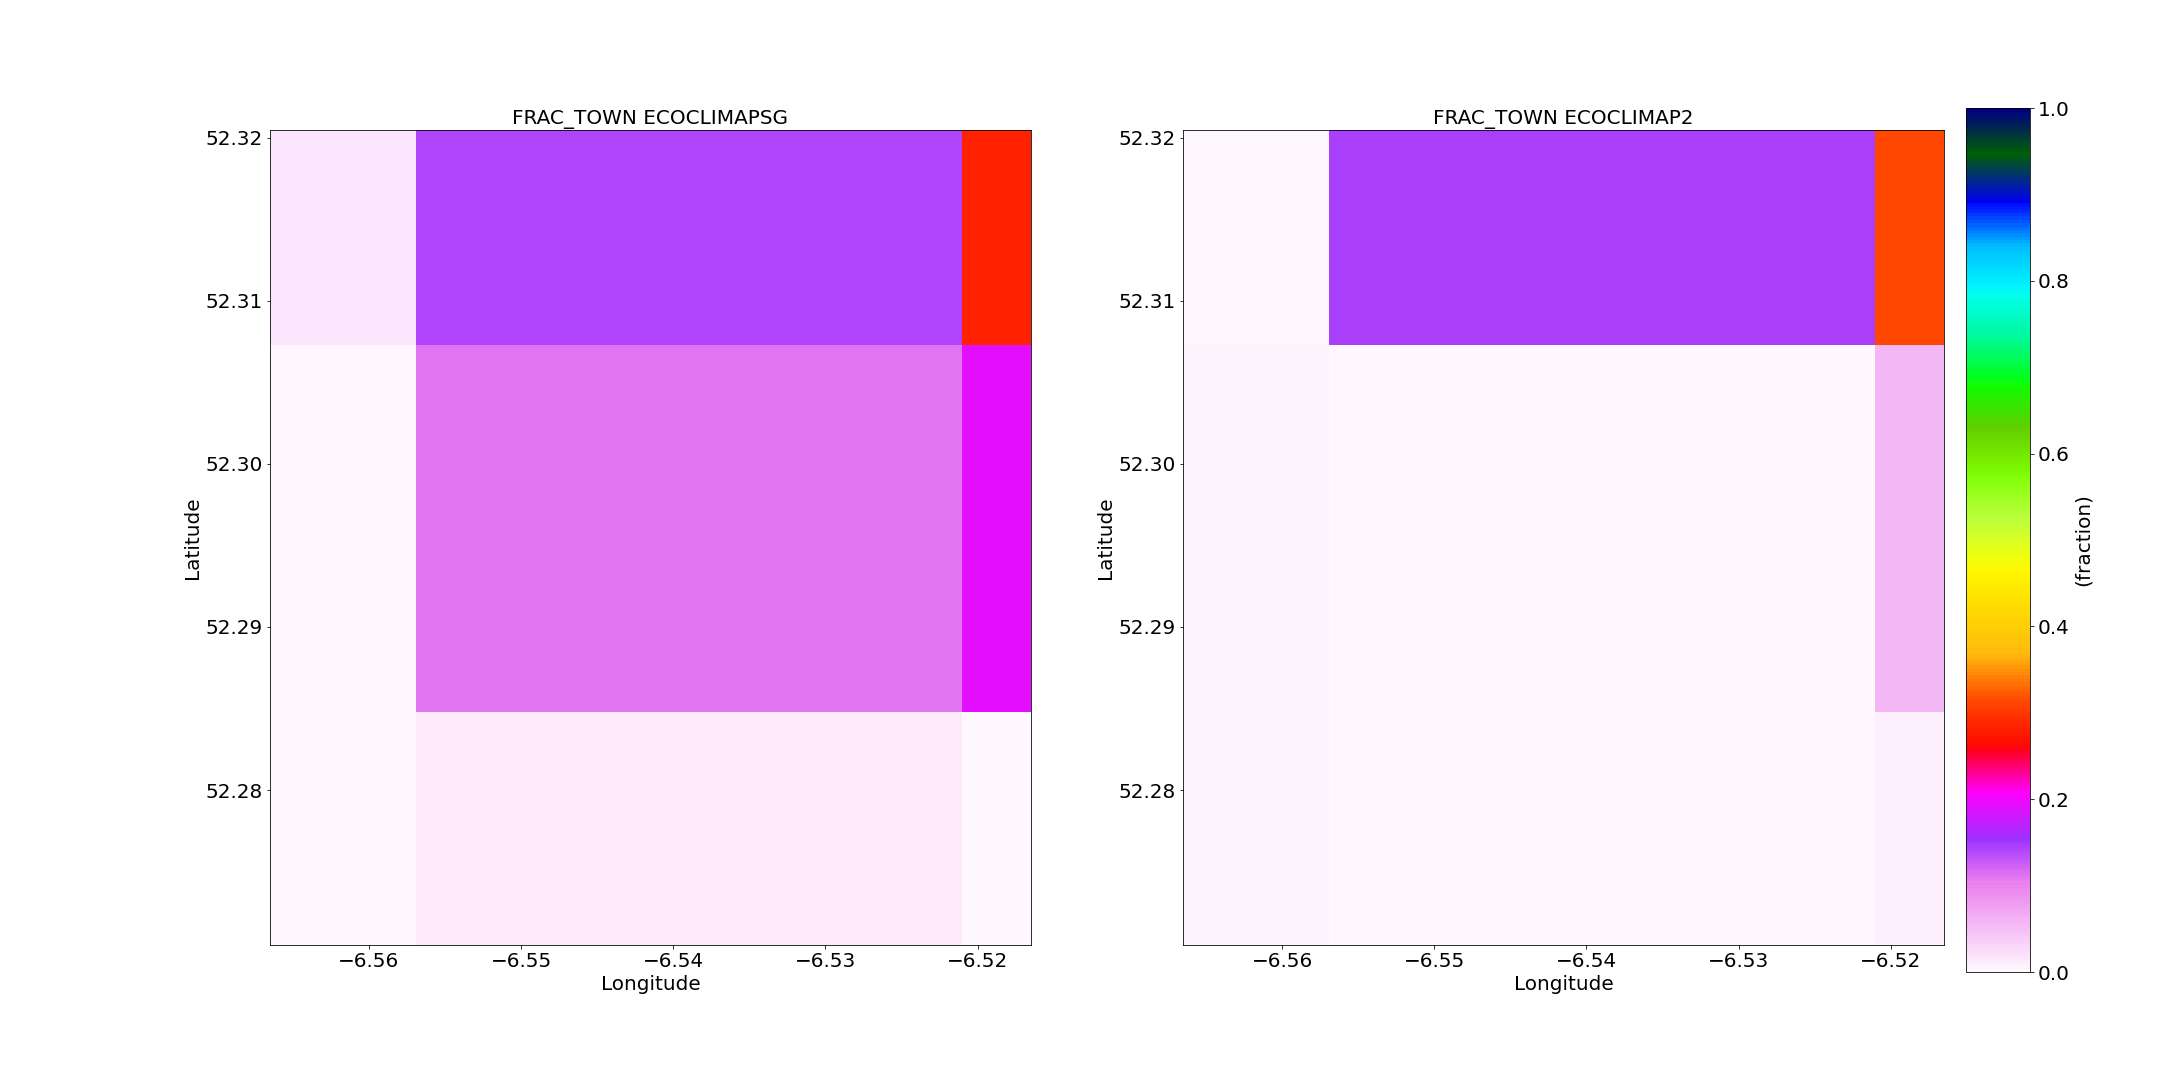 FRAC_TOWN ECOCLIMAPSG
52.32
52.31
52.30
52.29
52.28
Latitude
−6.56 −6.55 −6.54 −6.53 −6.52
Longitude
FRAC_TOWN ECOCLIMAP2
52.32
52.31
52.30
52.29
52.28
Latitude
−6.56 −6.55 −6.54 −6.53 −6.52
Longitude
1.0
0.8
0.6
0.4
0.2
0.0
(fraction)